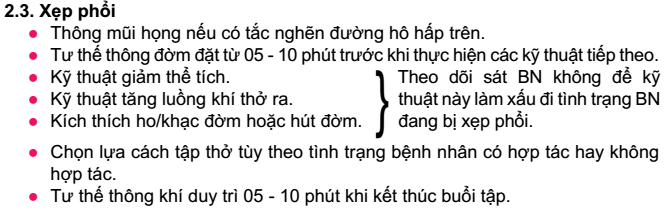 2.3. Xẹp phổi
● Thông mũi họng nếu có tắc nghẽn đường hô hấp trên.
● Tư thế thông đờm đặt từ 05 - 10 phút trước khi thực hiện các kỹ thuật tiếp theo.
● Kỹ thuật giảm thể tích.
● Kỹ thuật tăng luồng khí thở ra.
● Kích thích ho/khạc đờm hoặc hút đờm.
Theo dõi sát BN không để kỹ
thuật này làm xấu đi tình trạng BN
đang bị xẹp phổi.
● Chọn lựa cách tập thở tùy theo tình trạng bệnh nhân có hợp tác hay không
hợp tác.
● Tư thế thông khí duy trì 05 - 10 phút khi kết thúc buổi tập.